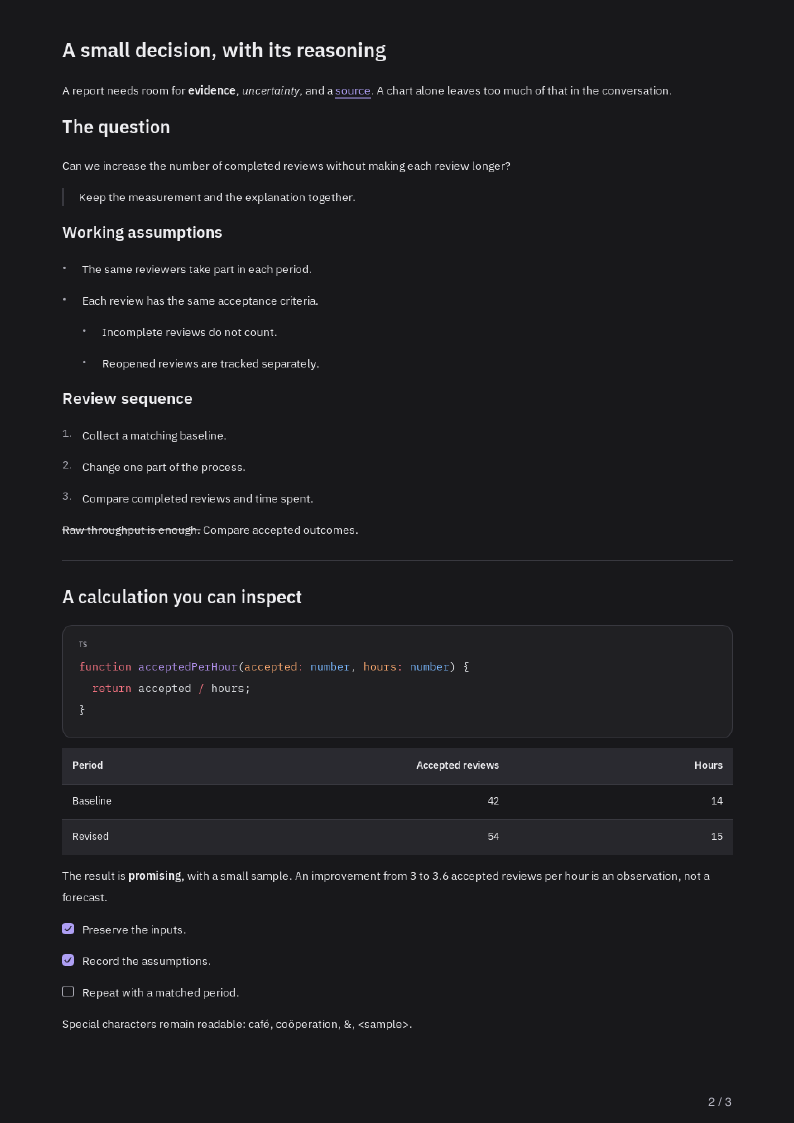 A small decision, with its reasoning
A report needs room for evidence, uncertainty, and a source. A chart alone leaves too much of that in the conversation.
The question
Can we increase the number of completed reviews without making each review longer?
Keep the measurement and the explanation together.
Working assumptions
• The same reviewers take part in each period.
• Each review has the same acceptance criteria.
• Incomplete reviews do not count.
• Reopened reviews are tracked separately.
Review sequence
1. Collect a matching baseline.
2. Change one part of the process.
3. Compare completed reviews and time spent.
Raw throughput is enough. Compare accepted outcomes.
A calculation you can inspect
TS
function acceptedPerHour(accepted: number, hours: number) {
  return accepted / hours;
}
Period Accepted reviews Hours
Baseline 42 14
Revised 54 15
The result is promising, with a small sample. An improvement from 3 to 3.6 accepted reviews per hour is an observation, not a
forecast.
Preserve the inputs.
Record the assumptions.
Repeat with a matched period.
Special characters remain readable: café, coöperation, &, <sample>.
2 / 3